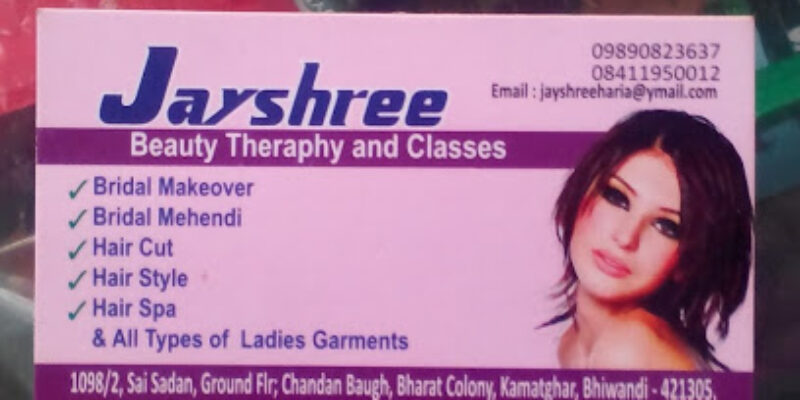 Jayshree
09890823637
08411950012
Email : jayshreeharia@ymail.com
Beauty Theraphy and Classes
✓ Bridal Makeover
✓ Bridal Mehendi
✓ Hair Cut
✓ Hair Style
✓ Hair Spa
& All Types of Ladies Garments
1098/2, Sai Sadan, Ground Flr; Chandan Baugh, Bharat Colony, Kamatghar, Bhiwandi - 421305.